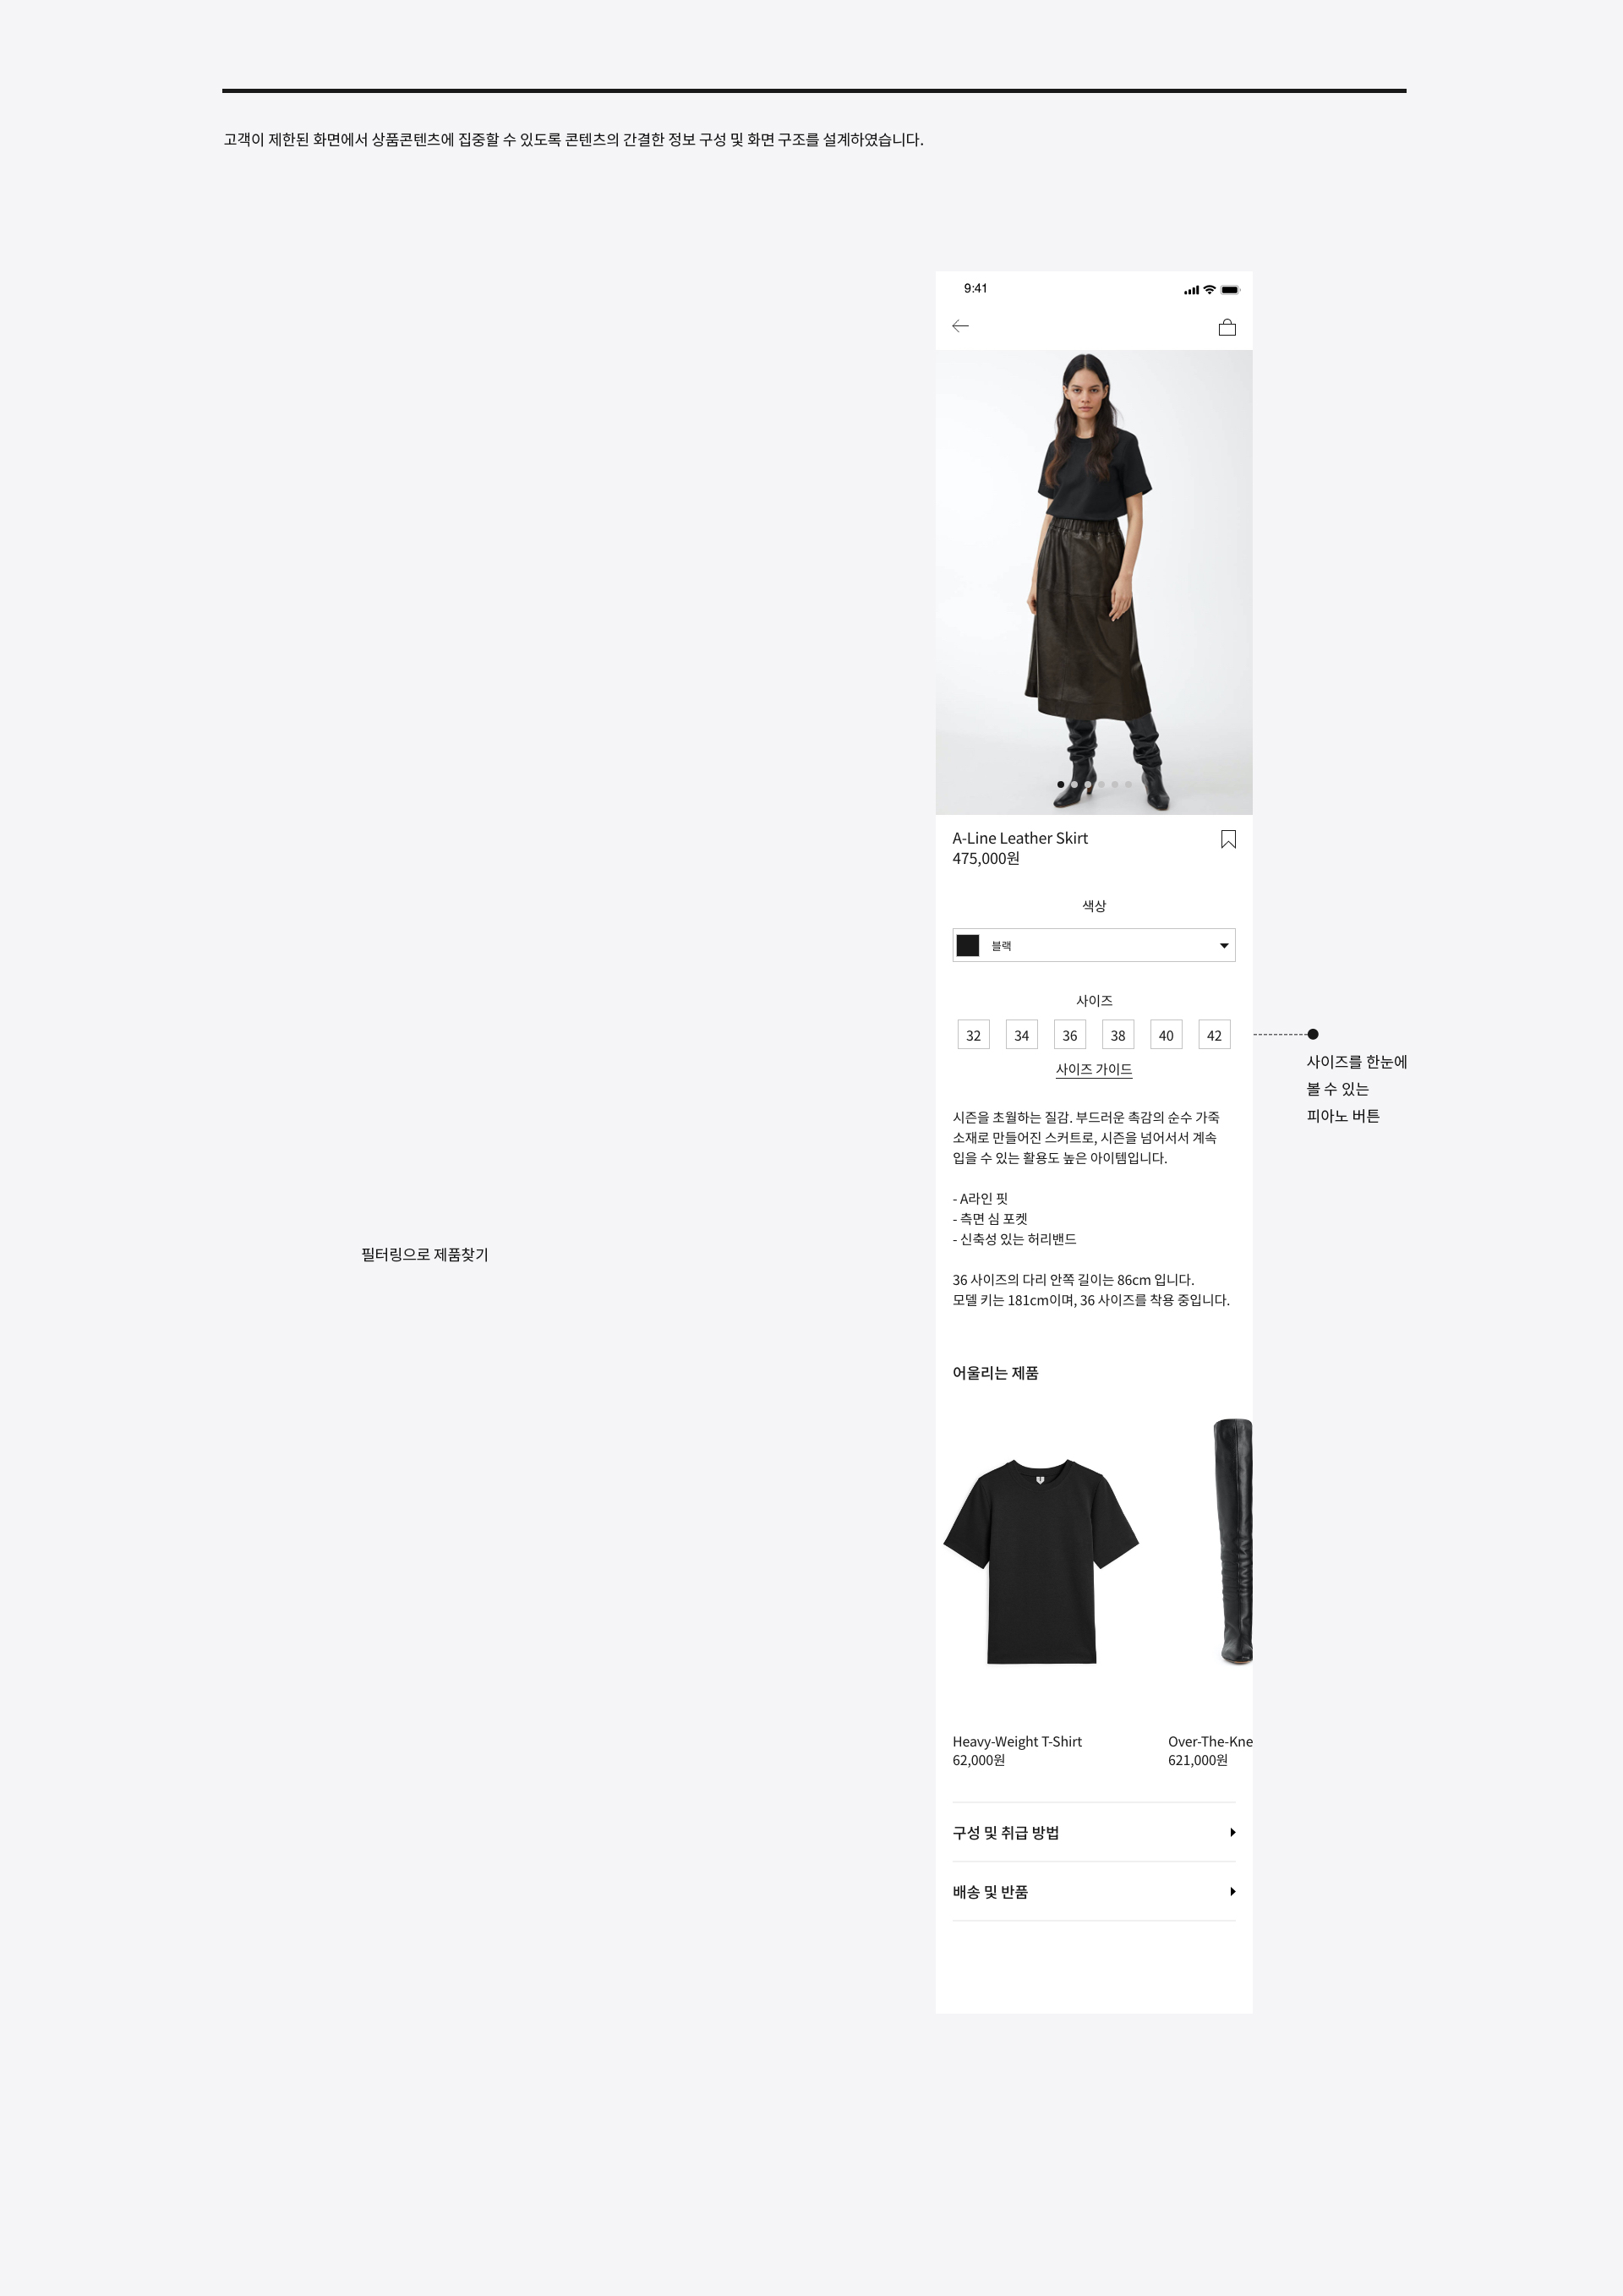 고객이 제한된 화면에서 상품콘텐츠에 집중할 수 있도록 콘텐츠의 간결한 정보 구성 및 화면 구조를 설계하였습니다.
9:41
A-Line Leather Skirt
475,000원
색상
블랙
사이즈
32 34 36 38 40 42
사이즈 가이드
사이즈를 한눈에
볼 수 있는
피아노 버튼
시즌을 초월하는 질감. 부드러운 촉감의 순수 가죽
소재로 만들어진 스커트로, 시즌을 넘어서서 계속
입을 수 있는 활용도 높은 아이템입니다.
- A라인 핏
- 측면 심 포켓
- 신축성 있는 허리밴드
필터링으로 제품찾기
36 사이즈의 다리 안쪽 길이는 86cm 입니다.
모델 키는 181cm이며, 36 사이즈를 착용 중입니다.
어울리는 제품
Heavy-Weight T-Shirt
62,000원
Over-The-Kne
621,000원
구성 및 취급 방법
배송 및 반품